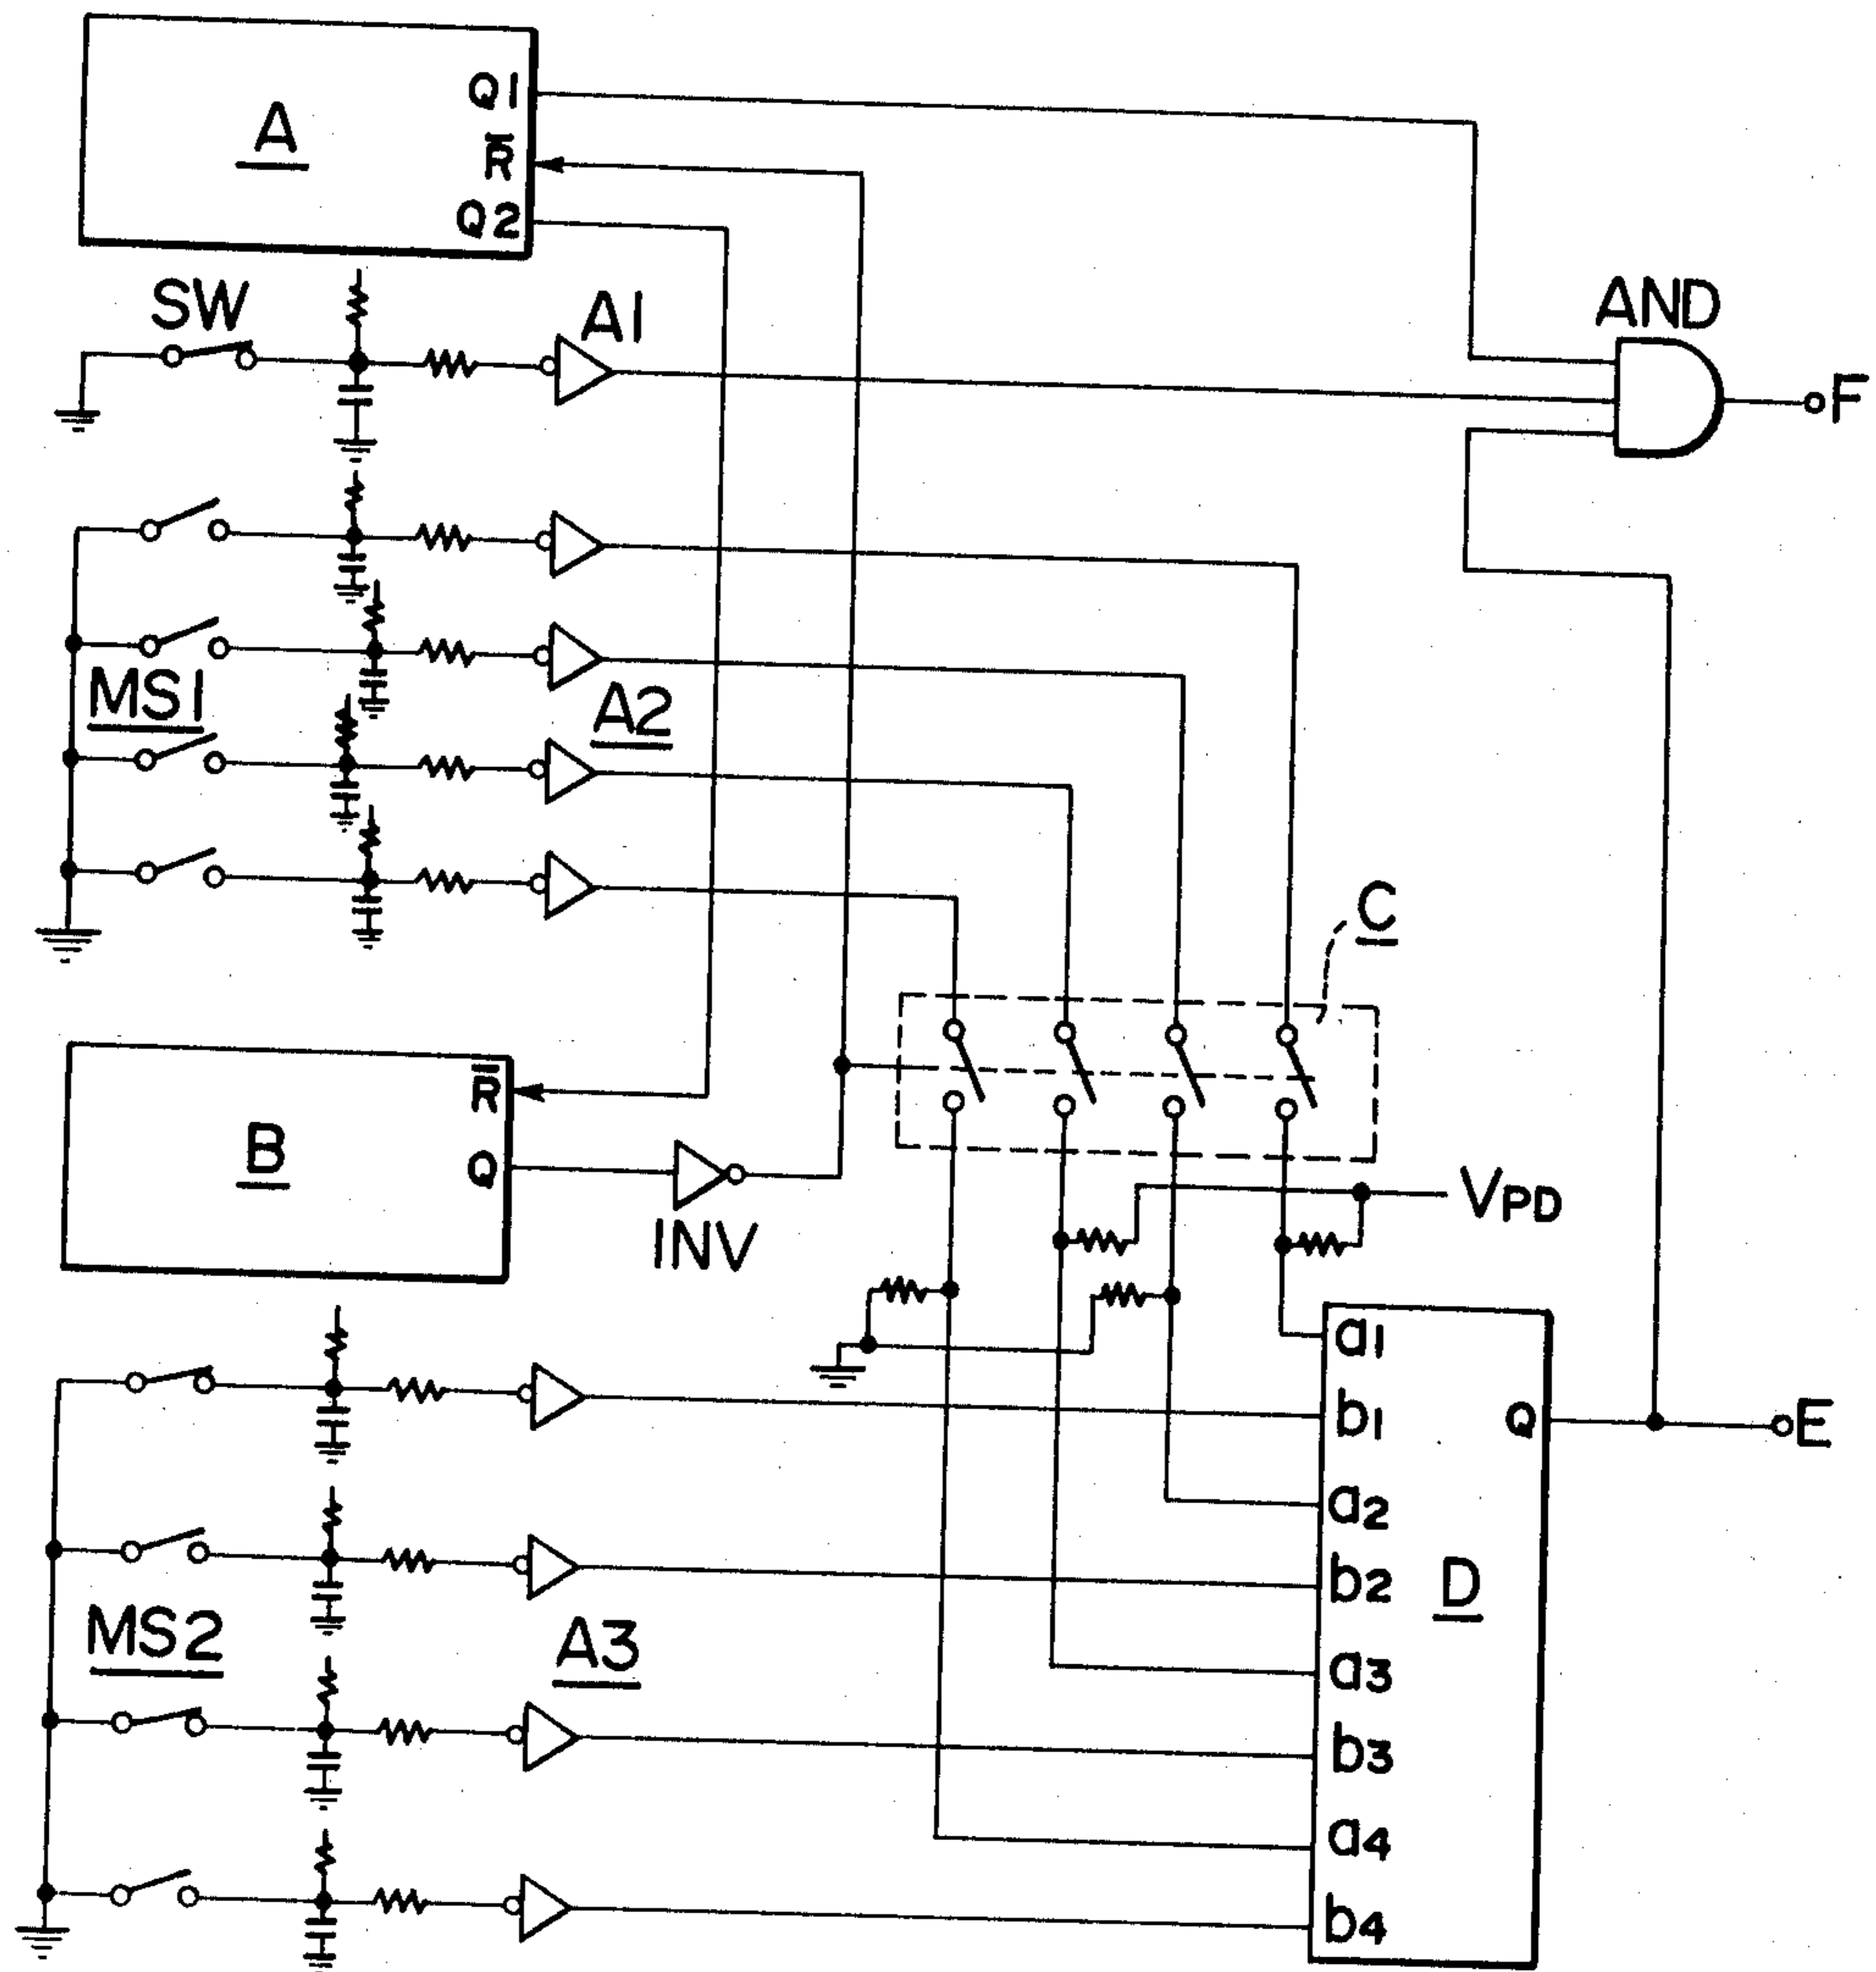 A
Q1
R̅
Q2
SW
A1
AND
F
MS1
A2
C
B
R̅
Q
INV
VPD
a1
b1
a2
b2
a3
b3
a4
b4
Q
D
E
MS2
A3